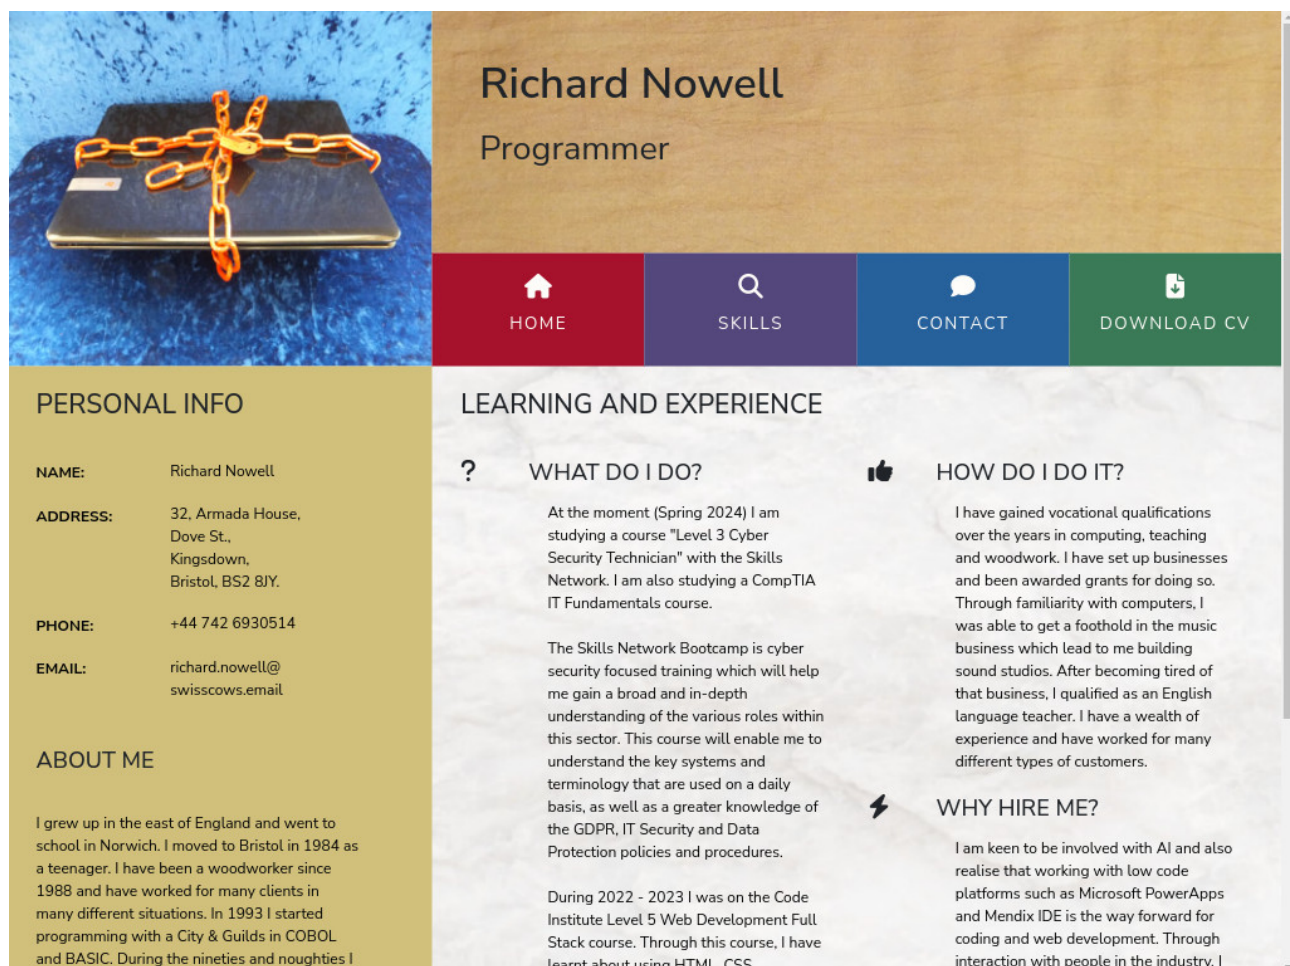 Richard Nowell
Programmer
HOME
SKILLS
CONTACT
DOWNLOAD CV
PERSONAL INFO
NAME:
Richard Nowell
ADDRESS:
32, Armada House,
Dove St.,
Kingsdown,
Bristol, BS2 8JY.
PHONE:
+44 742 6930514
EMAIL:
richard.nowell@
swisscows.email
ABOUT ME
I grew up in the east of England and went to
school in Norwich. I moved to Bristol in 1984 as
a teenager. I have been a woodworker since
1988 and have worked for many clients in
many different situations. In 1993 I started
programming with a City & Guilds in COBOL
and BASIC. During the nineties and noughties I
LEARNING AND EXPERIENCE
?
WHAT DO I DO?
At the moment (Spring 2024) I am
studying a course "Level 3 Cyber
Security Technician" with the Skills
Network. I am also studying a CompTIA
IT Fundamentals course.
The Skills Network Bootcamp is cyber
security focused training which will help
me gain a broad and in-depth
understanding of the various roles within
this sector. This course will enable me to
understand the key systems and
terminology that are used on a daily
basis, as well as a greater knowledge of
the GDPR, IT Security and Data
Protection policies and procedures.
During 2022 - 2023 I was on the Code
Institute Level 5 Web Development Full
Stack course. Through this course, I have
learnt about using HTML, CSS,
HOW DO I DO IT?
I have gained vocational qualifications
over the years in computing, teaching
and woodwork. I have set up businesses
and been awarded grants for doing so.
Through familiarity with computers, I
was able to get a foothold in the music
business which lead to me building
sound studios. After becoming tired of
that business, I qualified as an English
language teacher. I have a wealth of
experience and have worked for many
different types of customers.
WHY HIRE ME?
I am keen to be involved with AI and also
realise that working with low code
platforms such as Microsoft PowerApps
and Mendix IDE is the way forward for
coding and web development. Through
interaction with people in the industry, I